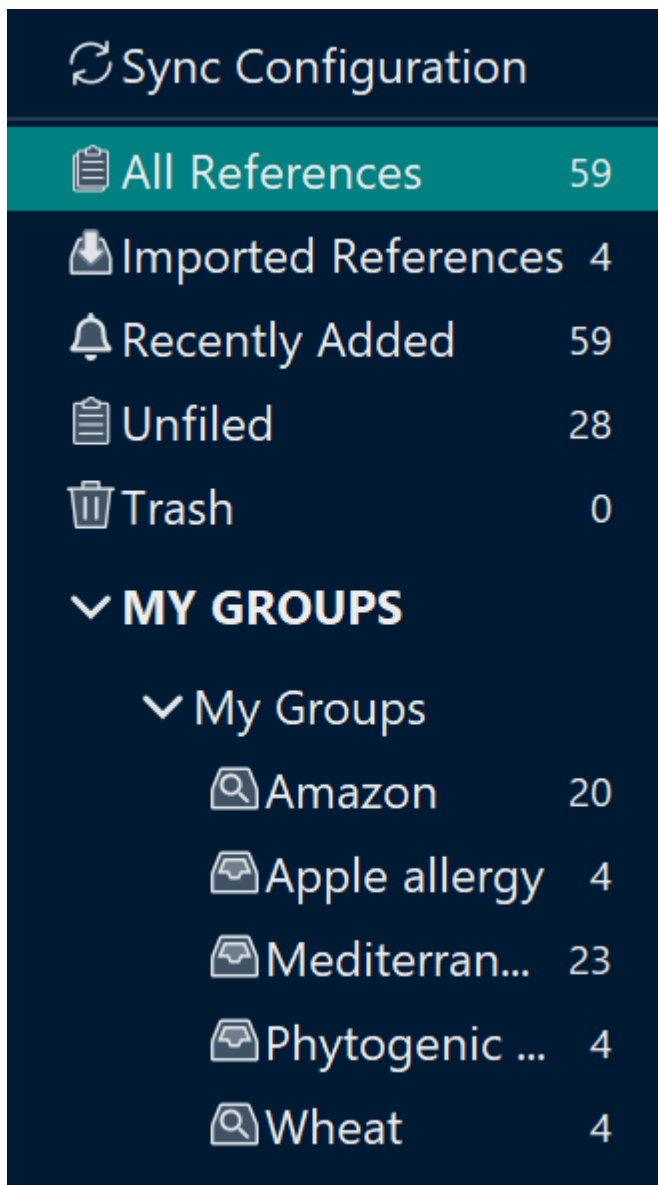 Sync Configuration
All References 59
Imported References 4
Recently Added 59
Unfiled 28
Trash 0
MY GROUPS
My Groups
Amazon 20
Apple allergy 4
Mediterran... 23
Phytogenic ... 4
Wheat 4